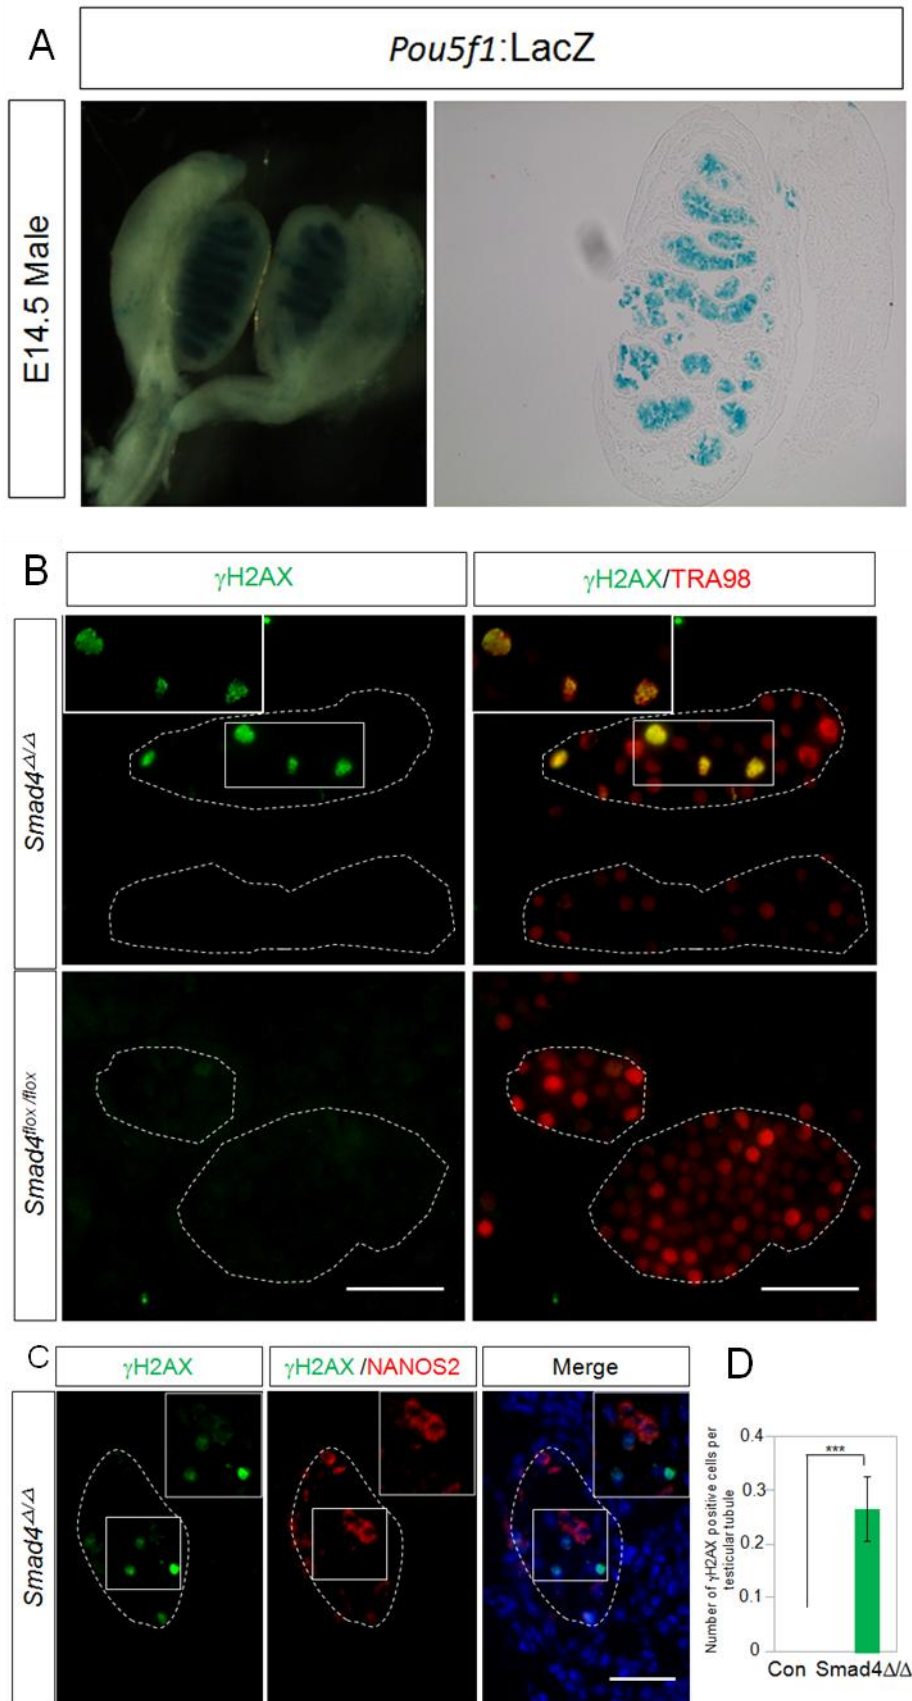 A
Pou5f1:LacZ
E14.5 Male
B
γH2AX
γH2AX/TRA98
Smad4Δ/Δ
Smad4flox/flox
C
γH2AX
γH2AX /NANOS2
Merge
Smad4Δ/Δ
D
Number of γH2AX positive cells per
testicular tubule
0.4
0.3
0.2
0.1
0
***
Con
Smad4Δ/Δ